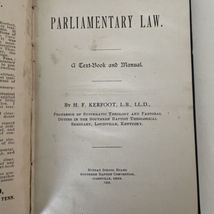 PARLIAMENTARY LAW.
A Text-Book and Manual.
By H. F. KERFOOT, L.B., LL.D.,
Professor of Systematic Theology and Pastoral
Duties in the Southern Baptist Theological
Seminary, Louisville, Kentucky.
Sunday School Board
Southern Baptist Convention,
Nashville, Tenn.
TENN.